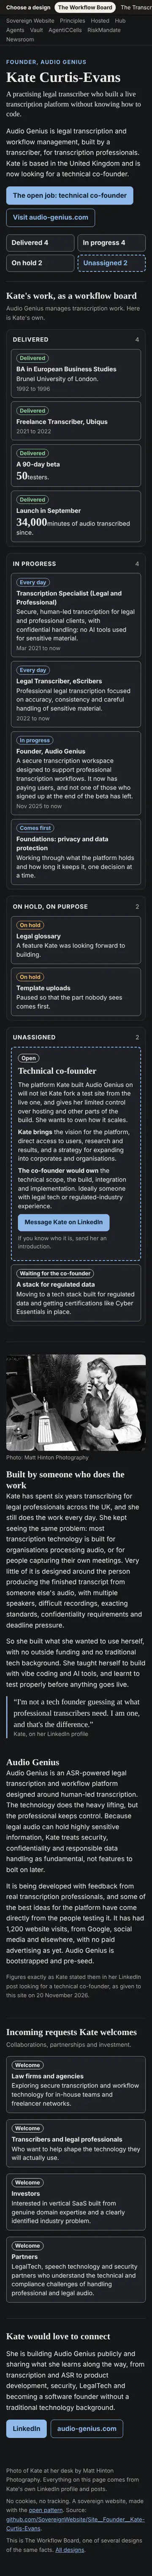 Choose a design The Workflow Board The Transcr
Sovereign Website Principles Hosted Hub
Agents Vault AgenticCells RiskMandate
Newsroom
FOUNDER, AUDIO GENIUS
Kate Curtis-Evans
A practising legal transcriber who built a live
transcription platform without knowing how to
code.
Audio Genius is legal transcription and
workflow management, built by a
transcriber, for transcription professionals.
Kate is based in the United Kingdom and is
now looking for a technical co-founder.
The open job: technical co-founder
Visit audio-genius.com
Delivered 4
In progress 4
On hold 2
Unassigned 2
Kate's work, as a workflow board
Audio Genius manages transcription work. Here
is Kate's own.
DELIVERED 4
Delivered
BA in European Business Studies
Brunel University of London.
1992 to 1996
Delivered
Freelance Transcriber, Ubiqus
2021 to 2022
Delivered
A 90-day beta
50testers.
Delivered
Launch in September
34,000minutes of audio transcribed
since.
IN PROGRESS 4
Every day
Transcription Specialist (Legal and
Professional)
Secure, human-led transcription for legal
and professional clients, with
confidential handling: no AI tools used
for sensitive material.
Mar 2021 to now
Every day
Legal Transcriber, eScribers
Professional legal transcription focused
on accuracy, consistency and careful
handling of sensitive material.
2022 to now
In progress
Founder, Audio Genius
A secure transcription workspace
designed to support professional
transcription workflows. It now has
paying users, and not one of those who
signed up at the end of the beta has left.
Nov 2025 to now
Comes first
Foundations: privacy and data
protection
Working through what the platform holds
and how long it keeps it, one decision at
a time.
ON HOLD, ON PURPOSE 2
On hold
Legal glossary
A feature Kate was looking forward to
building.
On hold
Template uploads
Paused so that the part nobody sees
comes first.
UNASSIGNED 2
Open
Technical co-founder
The platform Kate built Audio Genius on
will not let Kate fork a test site from the
live one, and gives her limited control
over hosting and other parts of the
build. She wants to own how it scales.
Kate brings the vision for the platform,
direct access to users, research and
results, and a strategy for expanding
into corporates and organisations.
The co-founder would own the
technical scope, the build, integration
and implementation. Ideally someone
with legal tech or regulated-industry
experience.
Message Kate on LinkedIn
If you know who it is, send her an
introduction.
Waiting for the co-founder
A stack for regulated data
Moving to a tech stack built for regulated
data and getting certifications like Cyber
Essentials in place.
Photo: Matt Hinton Photography
Built by someone who does the
work
Kate has spent six years transcribing for
legal professionals across the UK, and she
still does the work every day. She kept
seeing the same problem: most
transcription technology is built for
organisations processing audio, or for
people capturing their own meetings. Very
little of it is designed around the person
producing the finished transcript from
someone else's audio, with multiple
speakers, difficult recordings, exacting
standards, confidentiality requirements and
deadline pressure.
So she built what she wanted to use herself,
with no outside funding and no traditional
tech background. She taught herself to build
with vibe coding and AI tools, and learnt to
test properly before anything goes live.
"I'm not a tech founder guessing at what
professional transcribers need. I am one,
and that's the difference."
Kate, on her LinkedIn profile
Audio Genius
Audio Genius is an ASR-powered legal
transcription and workflow platform
designed around human-led transcription.
The technology does the heavy lifting, but
the professional keeps control. Because
legal audio can hold highly sensitive
information, Kate treats security,
confidentiality and responsible data
handling as fundamental, not features to
bolt on later.
It is being developed with feedback from
real transcription professionals, and some of
the best ideas for the platform have come
directly from the people testing it. It has had
1,200 website visits, from Google, social
media and elsewhere, with no paid
advertising as yet. Audio Genius is
bootstrapped and pre-seed.
Figures exactly as Kate stated them in her LinkedIn
post looking for a technical co-founder, as given to
this site on 20 November 2026.
Incoming requests Kate welcomes
Collaborations, partnerships and investment.
Welcome
Law firms and agencies
Exploring secure transcription and workflow
technology for in-house teams and
freelancer networks.
Welcome
Transcribers and legal professionals
Who want to help shape the technology they
will actually use.
Welcome
Investors
Interested in vertical SaaS built from
genuine domain expertise and a clearly
identified industry problem.
Welcome
Partners
LegalTech, speech technology and security
partners who understand the technical and
compliance challenges of handling
professional and legal audio.
Kate would love to connect
She is building Audio Genius publicly and
sharing what she learns along the way, from
transcription and ASR to product
development, security, LegalTech and
becoming a software founder without a
traditional technology background.
LinkedIn audio-genius.com
Photo of Kate at her desk by Matt Hinton
Photography. Everything on this page comes from
Kate's own LinkedIn profile and posts.
No cookies, no tracking. A sovereign website, made
with the open pattern. Source:
github.com/SovereignWebsite/Site__Founder__Kate-
Curtis-Evans.
This is The Workflow Board, one of several designs
of the same facts. All designs.